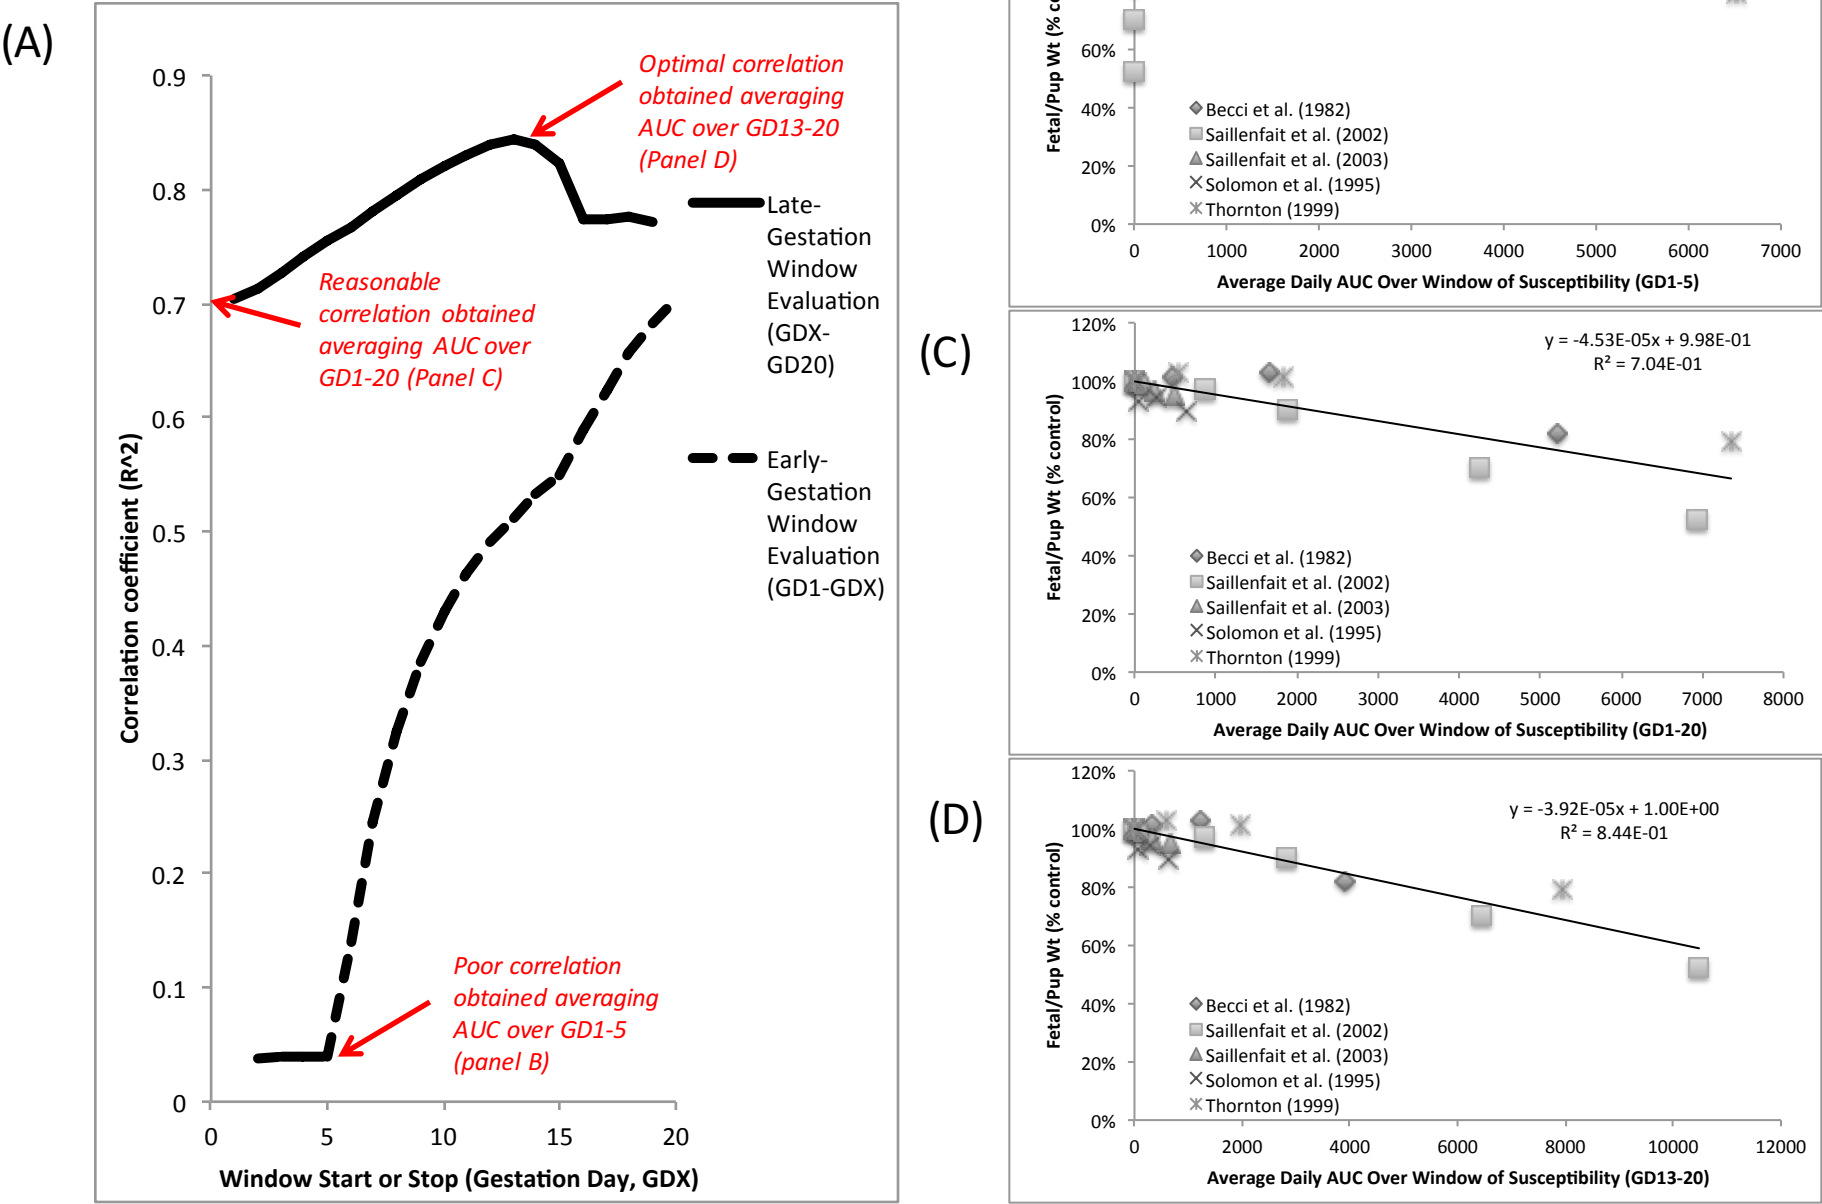 (A)
0.9
0.8
0.7
0.6
0.5
0.4
0.3
0.2
0.1
0
0 5 10 15 20
Correlation coefficient (R^2)
Window Start or Stop (Gestation Day, GDX)
Optimal correlation
obtained averaging
AUC over GD13-20
(Panel D)
Reasonable
correlation obtained
averaging AUC over
GD1-20 (Panel C)
Poor correlation
obtained averaging
AUC over GD1-5
(panel B)
Late-
Gestation
Window
Evaluation
(GDX-
GD20)
Early-
Gestation
Window
Evaluation
(GD1-GDX)
Fetal/Pup Wt (% co
60%
40%
20%
0%
Becci et al. (1982)
Saillenfait et al. (2002)
Saillenfait et al. (2003)
Solomon et al. (1995)
Thornton (1999)
0 1000 2000 3000 4000 5000 6000 7000
Average Daily AUC Over Window of Susceptibility (GD1-5)
(C)
120%
100%
80%
60%
40%
20%
0%
Fetal/Pup Wt (% control)
y = -4.53E-05x + 9.98E-01
R² = 7.04E-01
Becci et al. (1982)
Saillenfait et al. (2002)
Saillenfait et al. (2003)
Solomon et al. (1995)
Thornton (1999)
0 1000 2000 3000 4000 5000 6000 7000 8000
Average Daily AUC Over Window of Susceptibility (GD1-20)
(D)
120%
100%
80%
60%
40%
20%
0%
Fetal/Pup Wt (% control)
y = -3.92E-05x + 1.00E+00
R² = 8.44E-01
Becci et al. (1982)
Saillenfait et al. (2002)
Saillenfait et al. (2003)
Solomon et al. (1995)
Thornton (1999)
0 2000 4000 6000 8000 10000 12000
Average Daily AUC Over Window of Susceptibility (GD13-20)